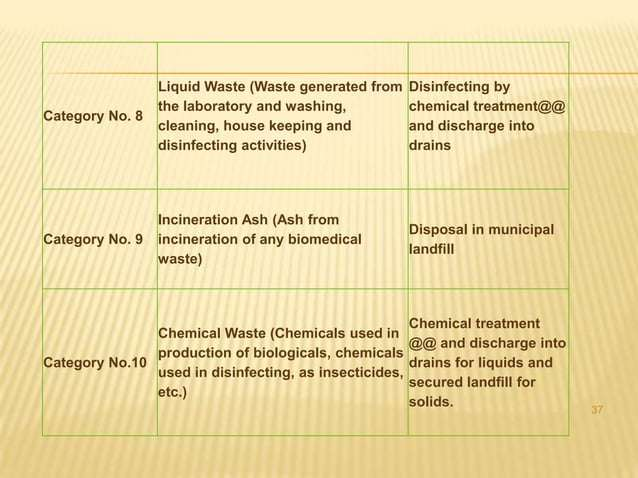 Category No. 8
Liquid Waste (Waste generated from
the laboratory and washing,
cleaning, house keeping and
disinfecting activities)
Disinfecting by
chemical treatment@@
and discharge into
drains
Category No. 9
Incineration Ash (Ash from
incineration of any biomedical
waste)
Disposal in municipal
landfill
Category No.10
Chemical Waste (Chemicals used in
production of biologicals, chemicals
used in disinfecting, as insecticides,
etc.)
Chemical treatment
@@ and discharge into
drains for liquids and
secured landfill for
solids.
37